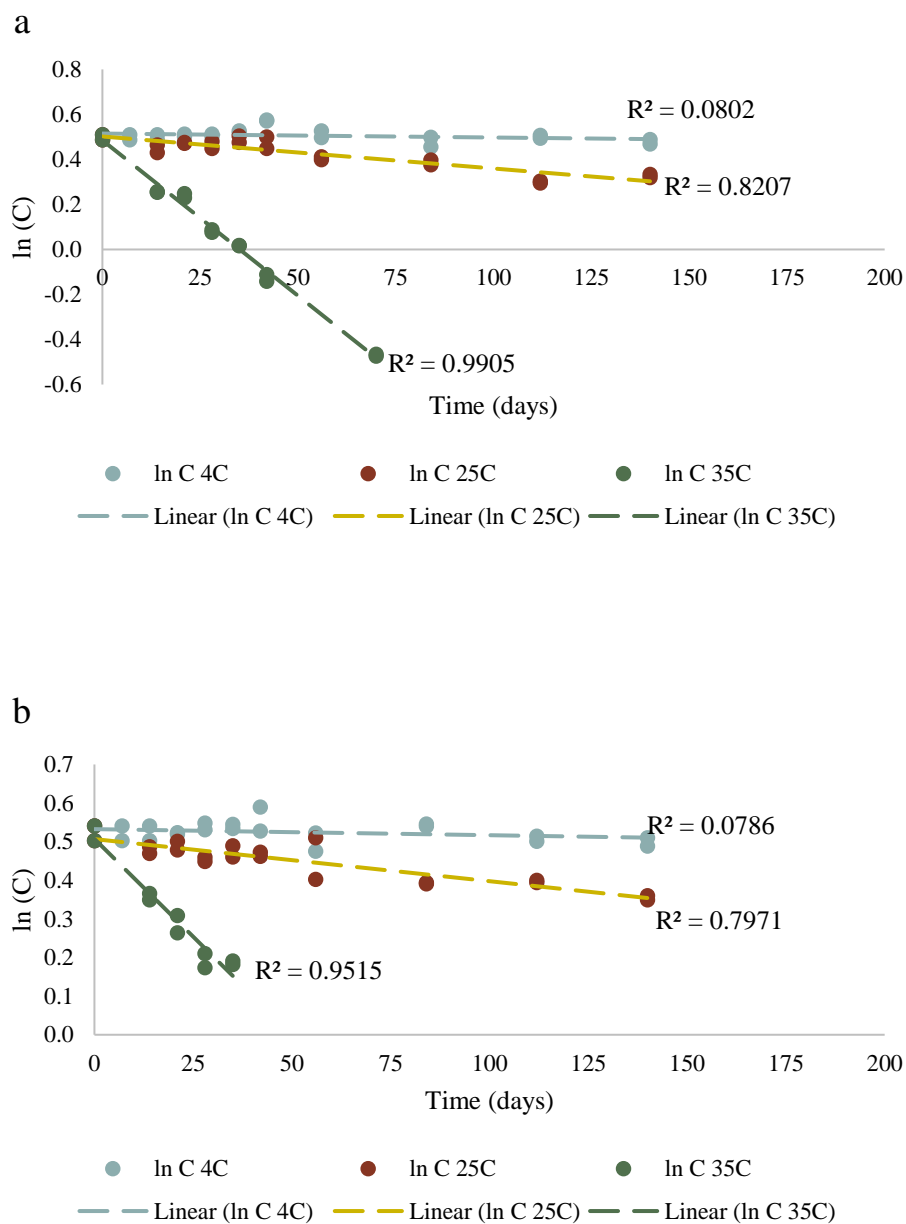 a
0.8
R² = 0.0802
0.6
0.4
R² = 0.8207
0.2
ln (C)
0.0
0 25 50 75 100 125 150 175 200
-0.2
-0.4
R² = 0.9905
-0.6
Time (days)
ln C 4C ln C 25C ln C 35C
Linear (ln C 4C) Linear (ln C 25C) Linear (ln C 35C)
b
0.7
0.6
R² = 0.0786
0.5
0.4
ln (C)
R² = 0.7971
0.3
0.2
R² = 0.9515
0.1
0.0
0 25 50 75 100 125 150 175 200
Time (days)
ln C 4C ln C 25C ln C 35C
Linear (ln C 4C) Linear (ln C 25C) Linear (ln C 35C)